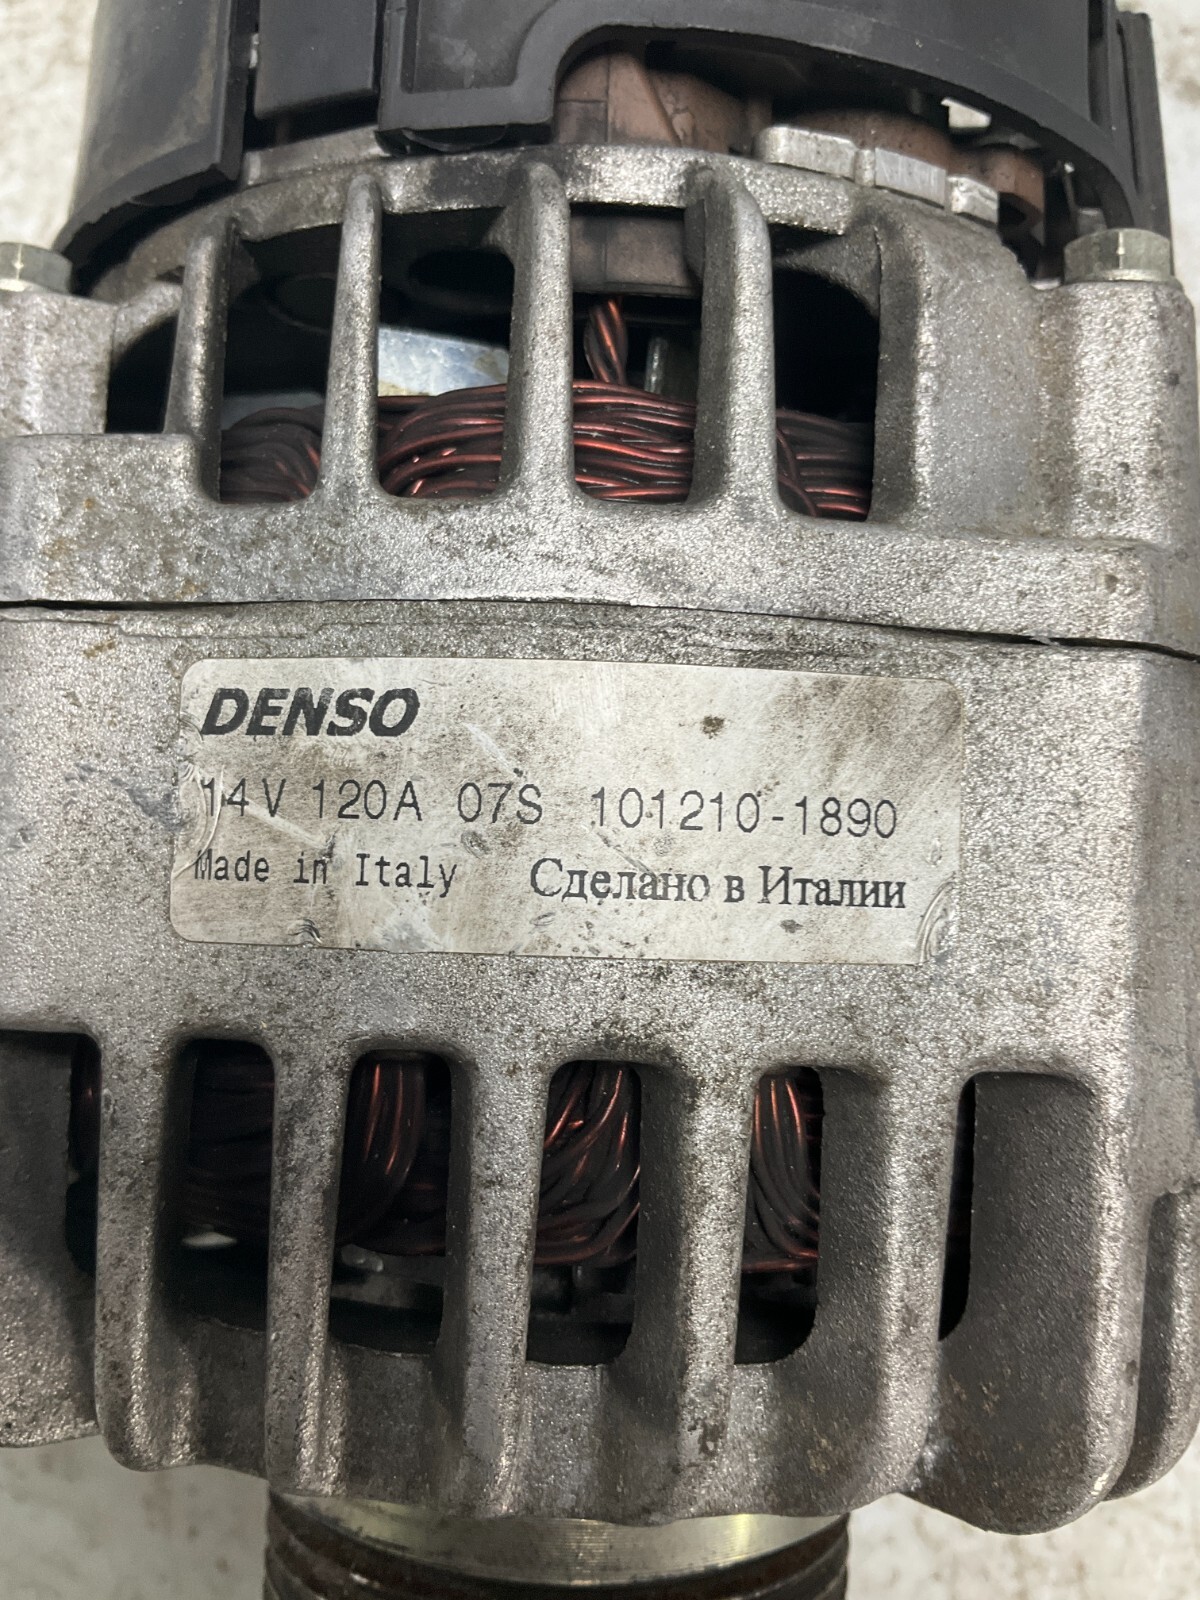 DENSO
14V 120A 07S 101210-1890
Made in Italy Сделано в Италии